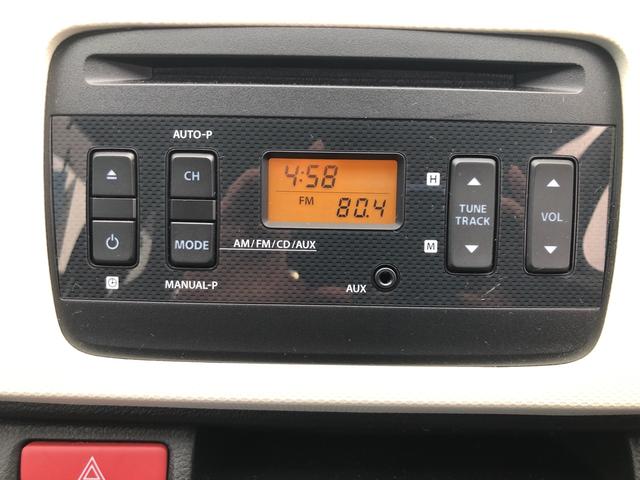 AUTO-P
CH
MODE
AM/FM/CD/AUX
MANUAL-P
4:58
FM
80.4
AUX
H
M
TUNE
TRACK
VOL